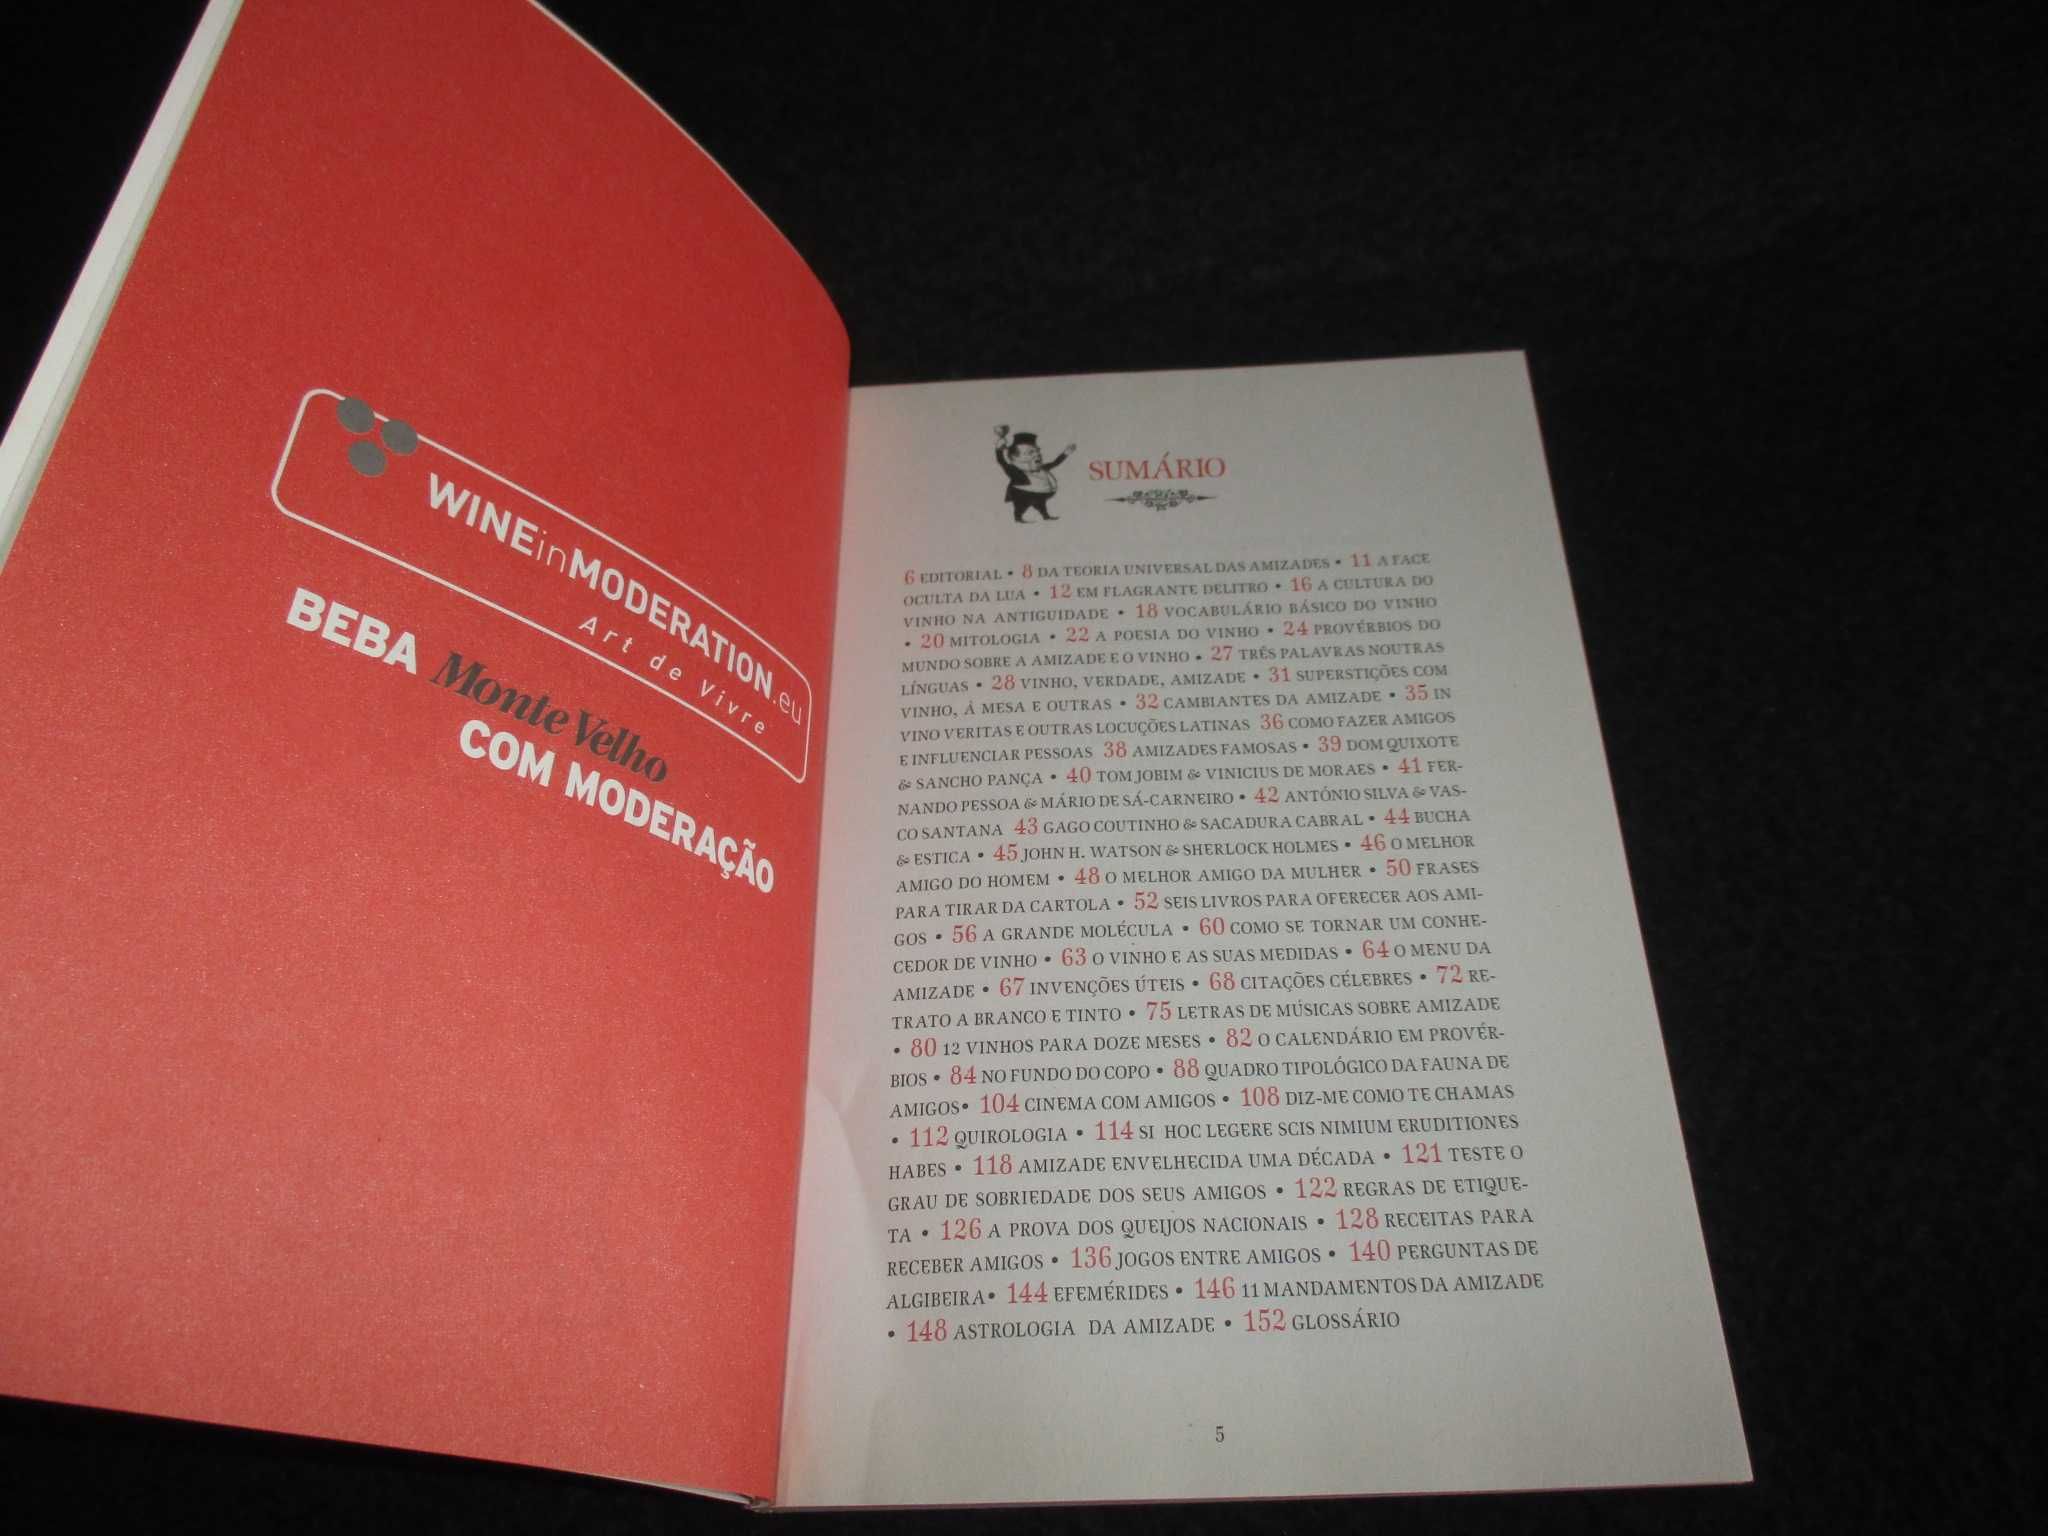 WINEinMODERATION.eu
Art de Vivre
BEBA Monte Velho
COM MODERAÇÃO
SUMÁRIO
6 EDITORIAL • 8 DA TEORIA UNIVERSAL DAS AMIZADES • 11 A FACE
OCULTA DA LUA • 12 EM FLAGRANTE DELITRO • 16 A CULTURA DO
VINHO NA ANTIGUIDADE • 18 VOCABULÁRIO BÁSICO DO VINHO
• 20 MITOLOGIA • 22 A POESIA DO VINHO • 24 PROVÉRBIOS DO
MUNDO SOBRE A AMIZADE E O VINHO • 27 TRÊS PALAVRAS NOUTRAS
LÍNGUAS • 28 VINHO, VERDADE, AMIZADE • 31 SUPERSTIÇÕES COM
VINHO, À MESA E OUTRAS • 32 CAMBIANTES DA AMIZADE • 35 IN
VINO VERITAS E OUTRAS LOCUÇÕES LATINAS 36 COMO FAZER AMIGOS
E INFLUENCIAR PESSOAS 38 AMIZADES FAMOSAS • 39 DOM QUIXOTE
& SANCHO PANÇA • 40 TOM JOBIM & VINICIUS DE MORAES • 41 FER-
NANDO PESSOA & MÁRIO DE SÁ-CARNEIRO • 42 ANTÓNIO SILVA & VAS-
CO SANTANA 43 GAGO COUTINHO & SACADURA CABRAL • 44 BUCHA
& ESTICA • 45 JOHN H. WATSON & SHERLOCK HOLMES • 46 O MELHOR
AMIGO DO HOMEM • 48 O MELHOR AMIGO DA MULHER • 50 FRASES
PARA TIRAR DA CARTOLA • 52 SEIS LIVROS PARA OFERECER AOS AMI-
GOS • 56 A GRANDE MOLÉCULA • 60 COMO SE TORNAR UM CONHE-
CEDOR DE VINHO • 63 O VINHO E AS SUAS MEDIDAS • 64 O MENU DA
AMIZADE • 67 INVENÇÕES ÚTEIS • 68 CITAÇÕES CÉLEBRES • 72 RE-
TRATO A BRANCO E TINTO • 75 LETRAS DE MÚSICAS SOBRE AMIZADE
• 80 12 VINHOS PARA DOZE MESES • 82 O CALENDÁRIO EM PROVÉR-
BIOS • 84 NO FUNDO DO COPO • 88 QUADRO TIPOLÓGICO DA FAUNA DE
AMIGOS• 104 CINEMA COM AMIGOS • 108 DIZ-ME COMO TE CHAMAS
• 112 QUIROLOGIA • 114 SI HOC LEGERE SCIS NIMIUM ERUDITIONES
HABES • 118 AMIZADE ENVELHECIDA UMA DÉCADA • 121 TESTE O
GRAU DE SOBRIEDADE DOS SEUS AMIGOS • 122 REGRAS DE ETIQUE-
TA • 126 A PROVA DOS QUEIJOS NACIONAIS • 128 RECEITAS PARA
RECEBER AMIGOS • 136 JOGOS ENTRE AMIGOS • 140 PERGUNTAS DE
ALGIBEIRA• 144 EFEMÉRIDES • 146 11 MANDAMENTOS DA AMIZADE
• 148 ASTROLOGIA DA AMIZADE • 152 GLOSSÁRIO
5